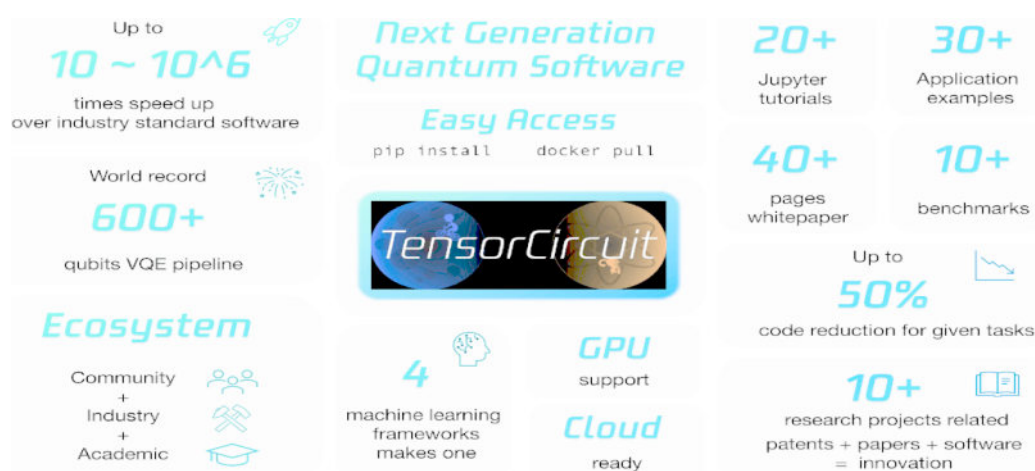 Up to
10 ~ 10^6
times speed up
over industry standard software
World record
600+
qubits VQE pipeline
Ecosystem
Community
+
Industry
+
Academic
Next Generation
Quantum Software
Easy Access
pip install docker pull
TensorCircuit
4
machine learning
frameworks
makes one
GPU
support
Cloud
ready
20+
Jupyter
tutorials
30+
Application
examples
40+
pages
whitepaper
10+
benchmarks
Up to
50%
code reduction for given tasks
10+
research projects related
patents + papers + software
= innovation